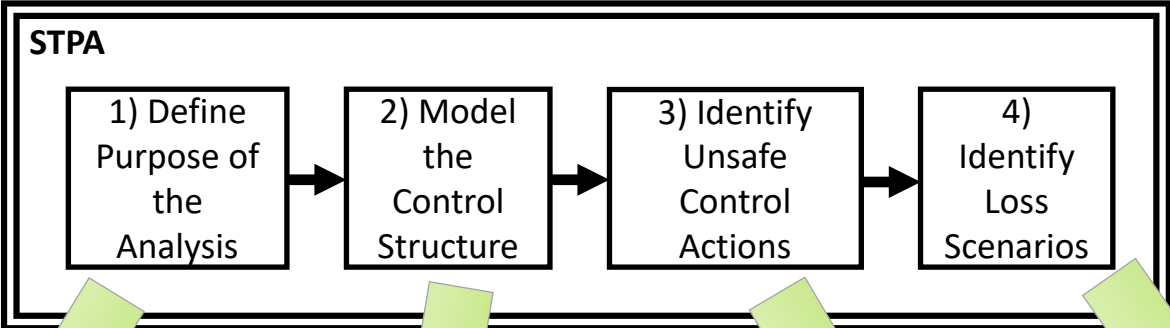 STPA
1) Define
Purpose of
the
Analysis
2) Model
the
Control
Structure
3) Identify
Unsafe
Control
Actions
4)
Identify
Loss
Scenarios